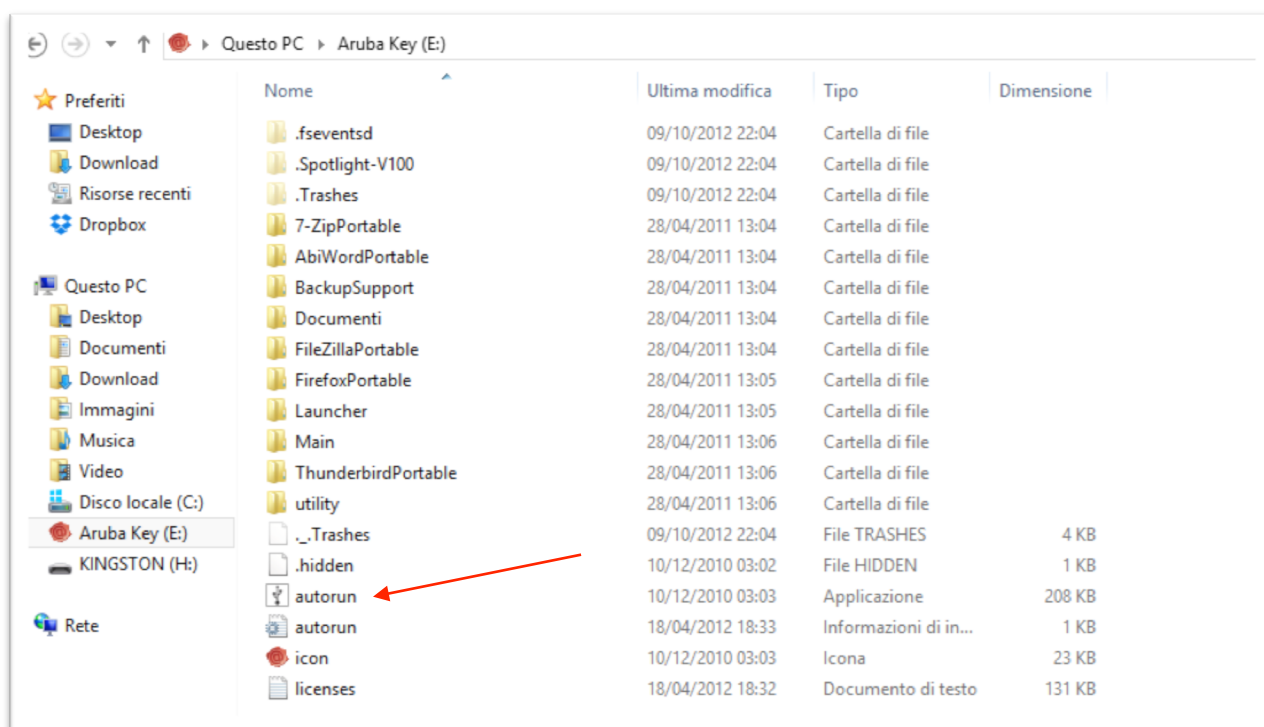 Questo PC Aruba Key (E:)
Nome Ultima modifica Tipo Dimensione
Preferiti
Desktop
Download
Risorse recenti
Dropbox
Questo PC
Desktop
Documenti
Download
Immagini
Musica
Video
Disco locale (C:)
Aruba Key (E:)
KINGSTON (H:)
Rete
.fseventsd 09/10/2012 22:04 Cartella di file
.Spotlight-V100 09/10/2012 22:04 Cartella di file
.Trashes 09/10/2012 22:04 Cartella di file
7-ZipPortable 28/04/2011 13:04 Cartella di file
AbiWordPortable 28/04/2011 13:04 Cartella di file
BackupSupport 28/04/2011 13:04 Cartella di file
Documenti 28/04/2011 13:04 Cartella di file
FileZillaPortable 28/04/2011 13:04 Cartella di file
FirefoxPortable 28/04/2011 13:05 Cartella di file
Launcher 28/04/2011 13:05 Cartella di file
Main 28/04/2011 13:06 Cartella di file
ThunderbirdPortable 28/04/2011 13:06 Cartella di file
utility 28/04/2011 13:06 Cartella di file
._.Trashes 09/10/2012 22:04 File TRASHES 4 KB
.hidden 10/12/2010 03:02 File HIDDEN 1 KB
autorun 10/12/2010 03:03 Applicazione 208 KB
autorun 18/04/2012 18:33 Informazioni di in... 1 KB
icon 10/12/2010 03:03 Icona 23 KB
licenses 18/04/2012 18:32 Documento di testo 131 KB